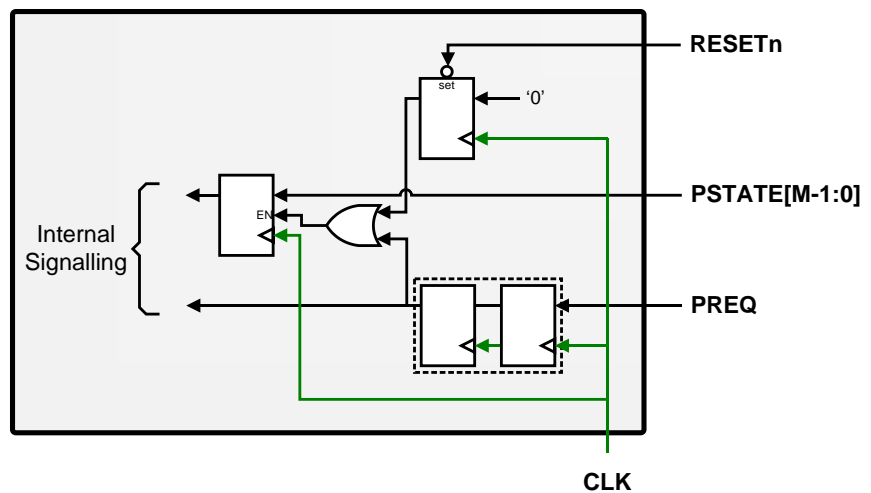 RESETn
set
‘0’
PSTATE[M-1:0]
EN
Internal
Signalling
PREQ
CLK